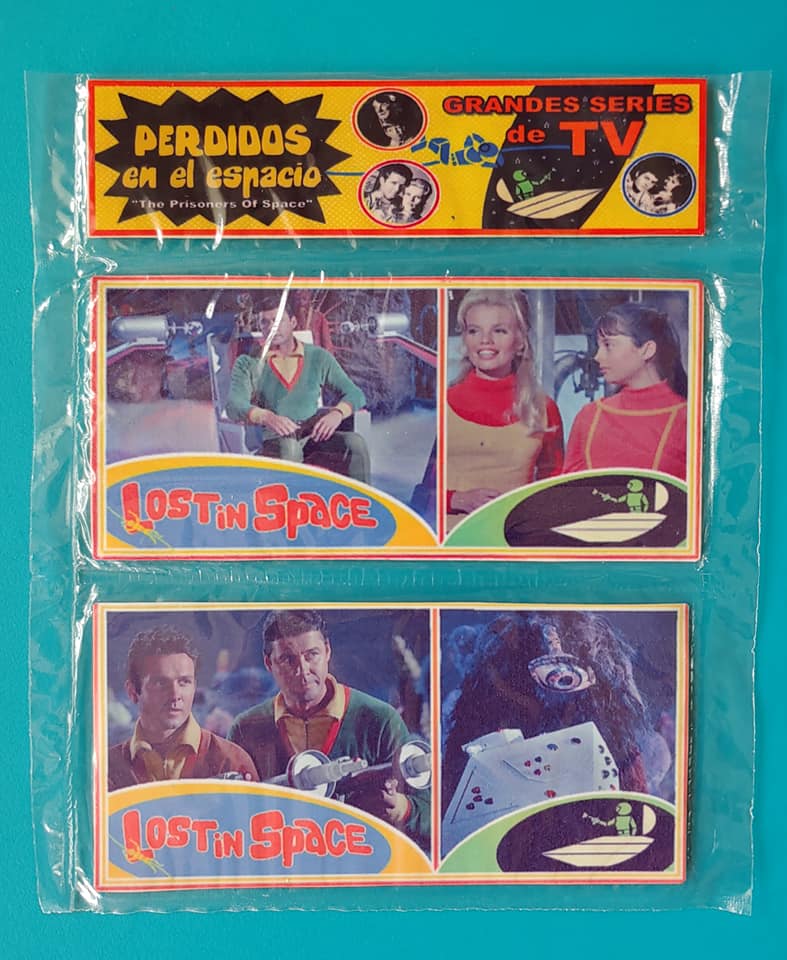 PERDIDOS
en el espacio
"The Prisoners Of Space"
GRANDES SERIES
de TV
LOST iN SpacE
LOST iN SpacE